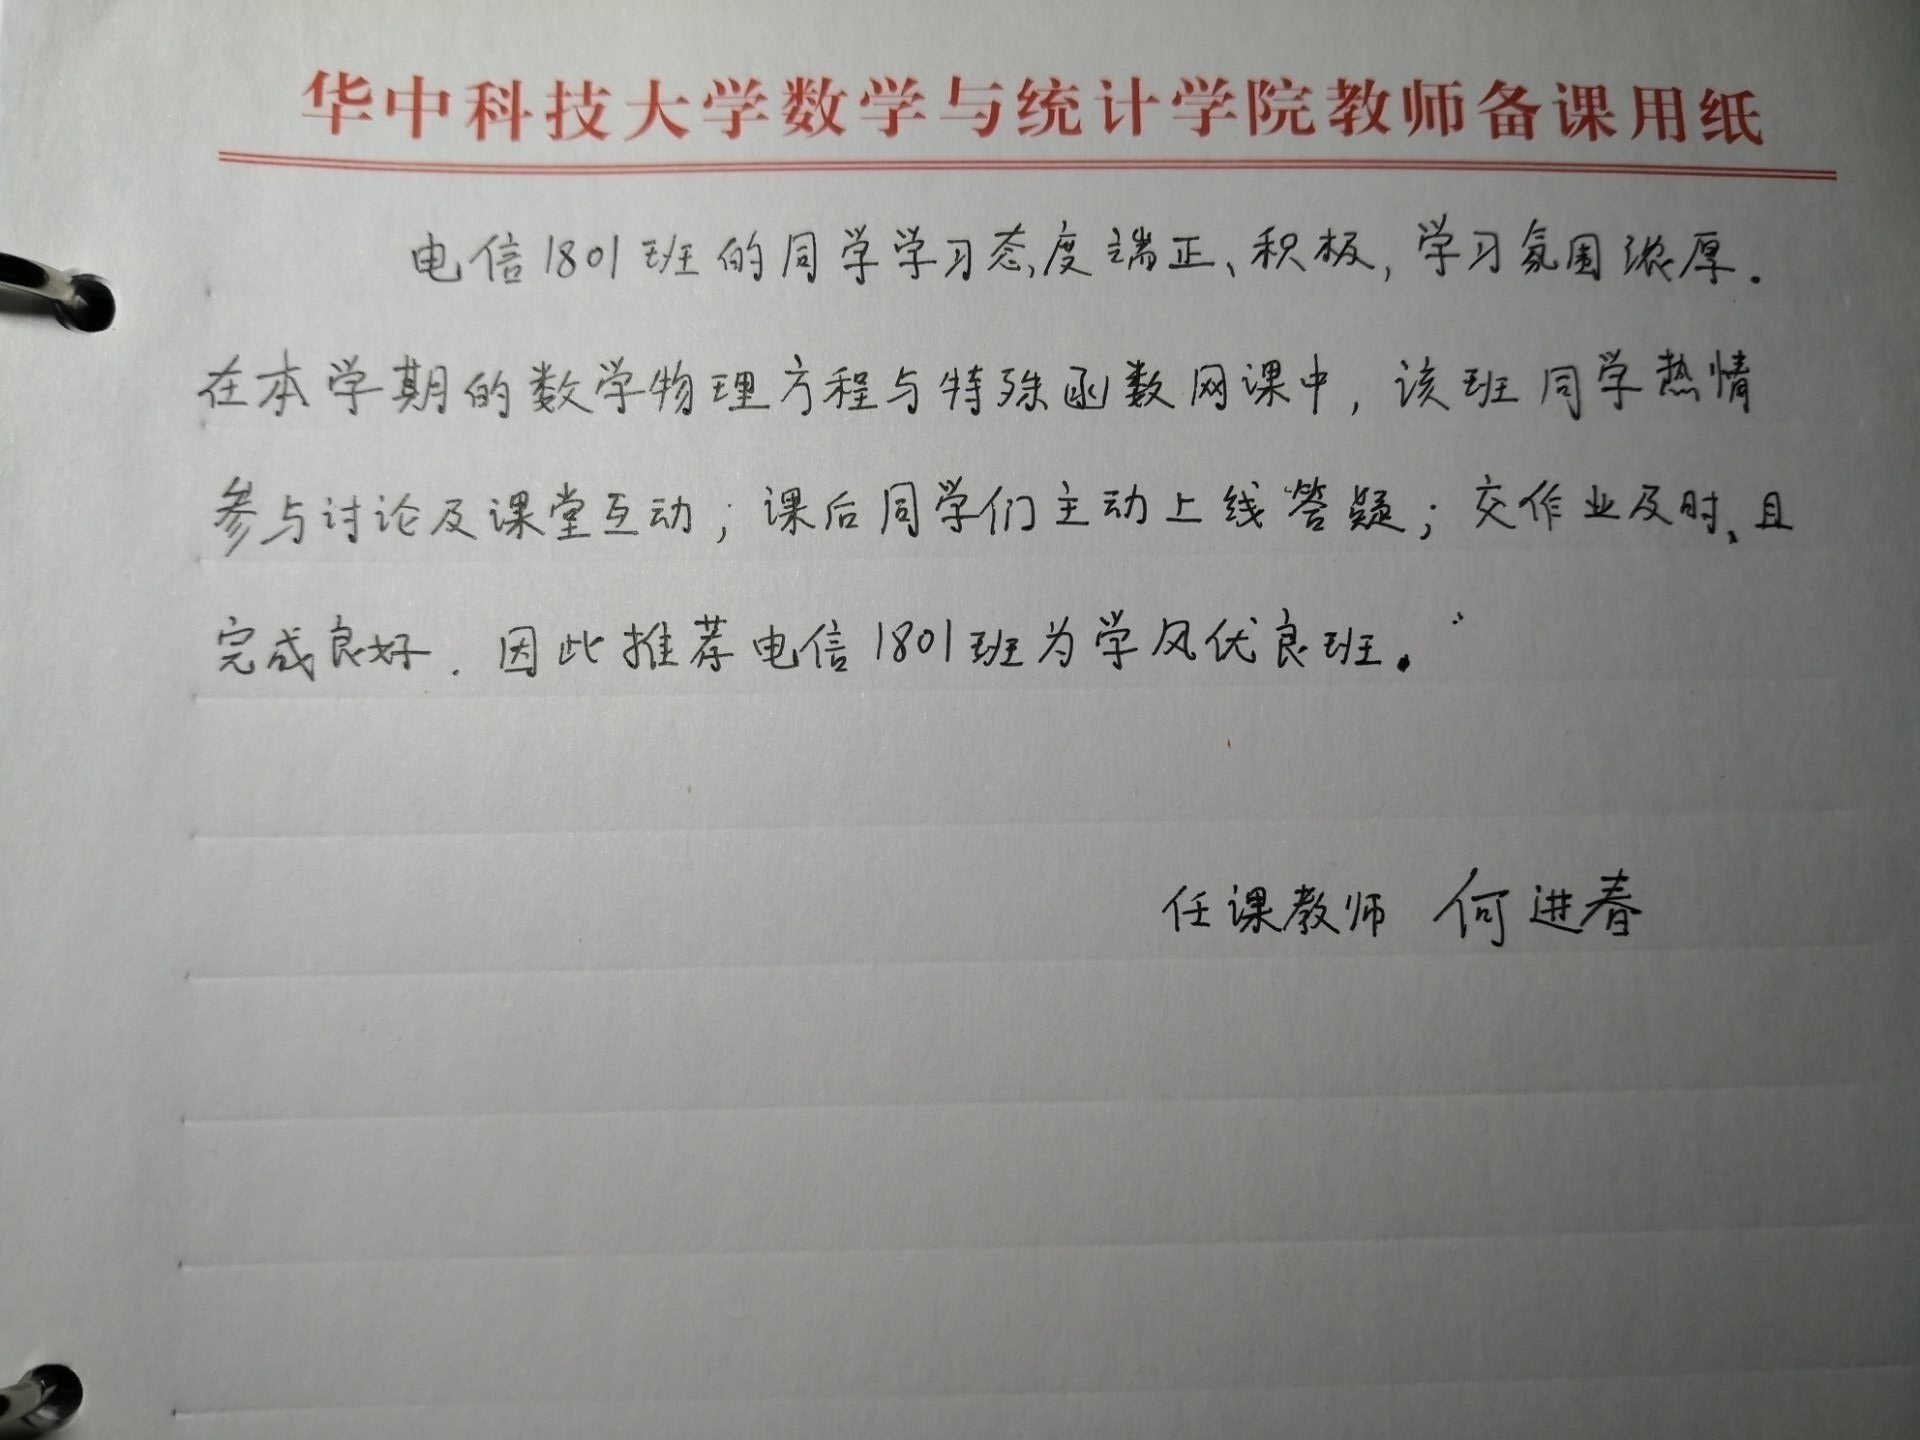 华中科技大学数学与统计学院教师备课用纸
电信1801班的同学学习态度端正、积极，学习氛围浓厚.
在本学期的数学物理方程与特殊函数网课中，该班同学热情
参与讨论及课堂互动；课后同学们主动上线答疑；交作业及时、且
完成良好．因此推荐电信1801班为学风优良班。
任课教师 何进春